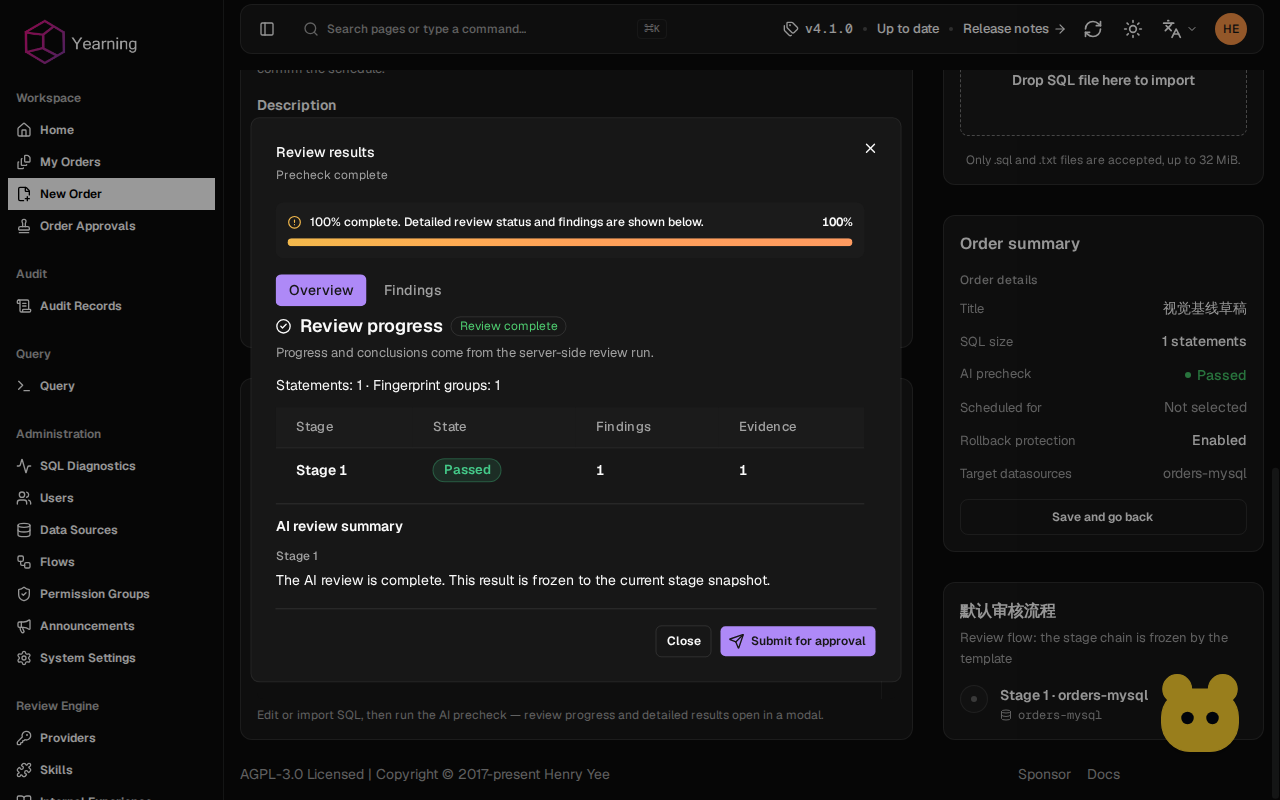 Yearning
Search pages or type a command...
⌘K
v4.1.0
Up to date
Release notes
HE
Workspace
Home
My Orders
New Order
Order Approvals
Audit
Audit Records
Query
Query
Administration
SQL Diagnostics
Users
Data Sources
Flows
Permission Groups
Announcements
System Settings
Review Engine
Providers
Skills
confirm the schedule.
Description
Review results
Precheck complete
100% complete. Detailed review status and findings are shown below.
100%
Overview
Findings
Review progress
Review complete
Progress and conclusions come from the server-side review run.
Statements: 1 · Fingerprint groups: 1
Stage State Findings Evidence
Stage 1 Passed 1 1
AI review summary
Stage 1
The AI review is complete. This result is frozen to the current stage snapshot.
Close
Submit for approval
Edit or import SQL, then run the AI precheck — review progress and detailed results open in a modal.
Drop SQL file here to import
Only .sql and .txt files are accepted, up to 32 MiB.
Order summary
Order details
Title 视觉基线草稿
SQL size 1 statements
AI precheck Passed
Scheduled for Not selected
Rollback protection Enabled
Target datasources orders-mysql
Save and go back
默认审核流程
Review flow: the stage chain is frozen by the
template
Stage 1 · orders-mysql
orders-mysql
AGPL-3.0 Licensed | Copyright © 2017-present Henry Yee
Sponsor
Docs